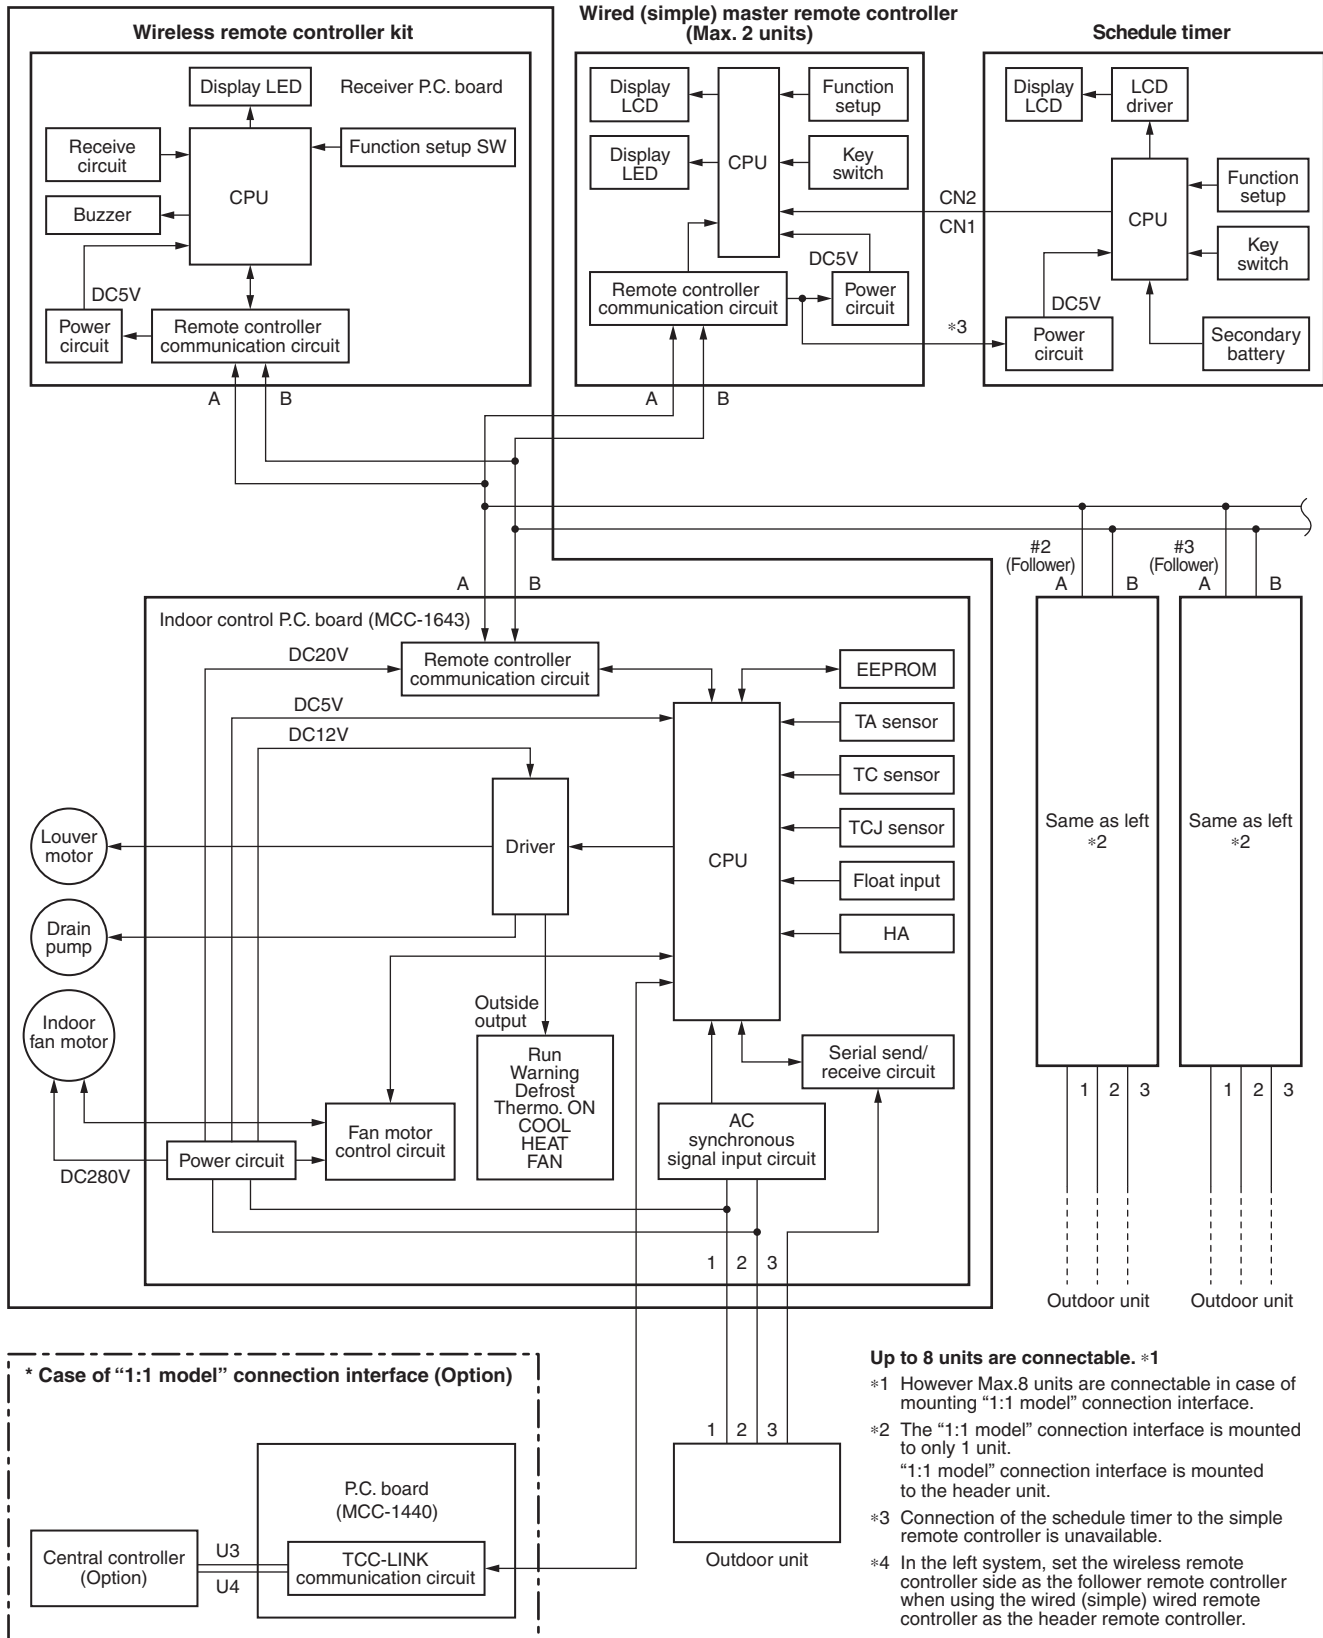 Wireless remote controller kit
Wired (simple) master remote controller
(Max. 2 units)
Schedule timer
Display LED
Receiver P.C. board
Receive
circuit
Function setup SW
CPU
Buzzer
DC5V
Power
circuit
Remote controller
communication circuit
A
B
Display
LCD
Function
setup
Display
LED
CPU
Key
switch
DC5V
Remote controller
communication circuit
Power
circuit
A
B
CN2
CN1
*3
Display
LCD
LCD
driver
Function
setup
CPU
Key
switch
DC5V
Power
circuit
Secondary
battery
#2
(Follower)
A
B
#3
(Follower)
A
B
A
B
Indoor control P.C. board (MCC-1643)
DC20V
Remote controller
communication circuit
DC5V
DC12V
EEPROM
TA sensor
TC sensor
TCJ sensor
Float input
HA
CPU
Driver
Louver
motor
Drain
pump
Indoor
fan motor
Outside
output
Run
Warning
Defrost
Thermo. ON
COOL
HEAT
FAN
Serial send/
receive circuit
AC
synchronous
signal input circuit
Fan motor
control circuit
Power circuit
DC280V
1 2 3
Same as left
*2
Same as left
*2
1 2 3
1 2 3
Outdoor unit
Outdoor unit
* Case of “1:1 model” connection interface (Option)
P.C. board
(MCC-1440)
Central controller
(Option)
U3
U4
TCC-LINK
communication circuit
1 2 3
Outdoor unit
Up to 8 units are connectable. *1
*1 However Max.8 units are connectable in case of
mounting “1:1 model” connection interface.
*2 The “1:1 model” connection interface is mounted
to only 1 unit.
“1:1 model” connection interface is mounted
to the header unit.
*3 Connection of the schedule timer to the simple
remote controller is unavailable.
*4 In the left system, set the wireless remote
controller side as the follower remote controller
when using the wired (simple) wired remote
controller as the header remote controller.